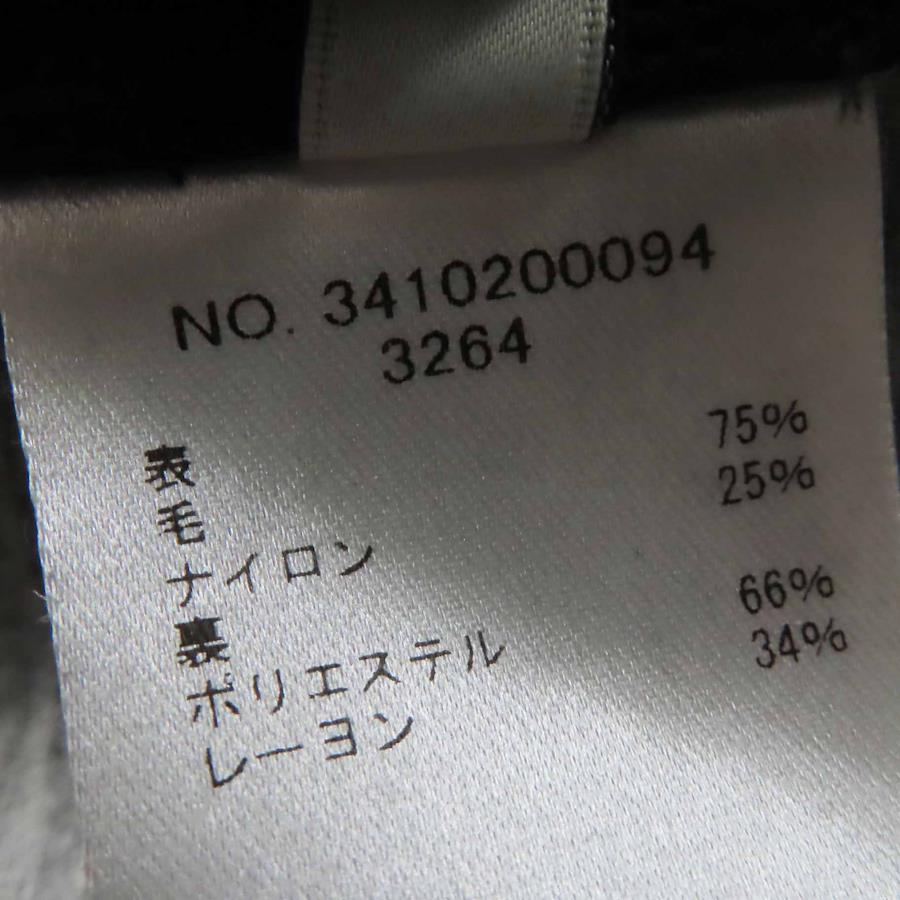 NO. 3410200094
3264
表
毛 75%
ナイロン 25%
裏
ポリエステル 66%
レーヨン 34%